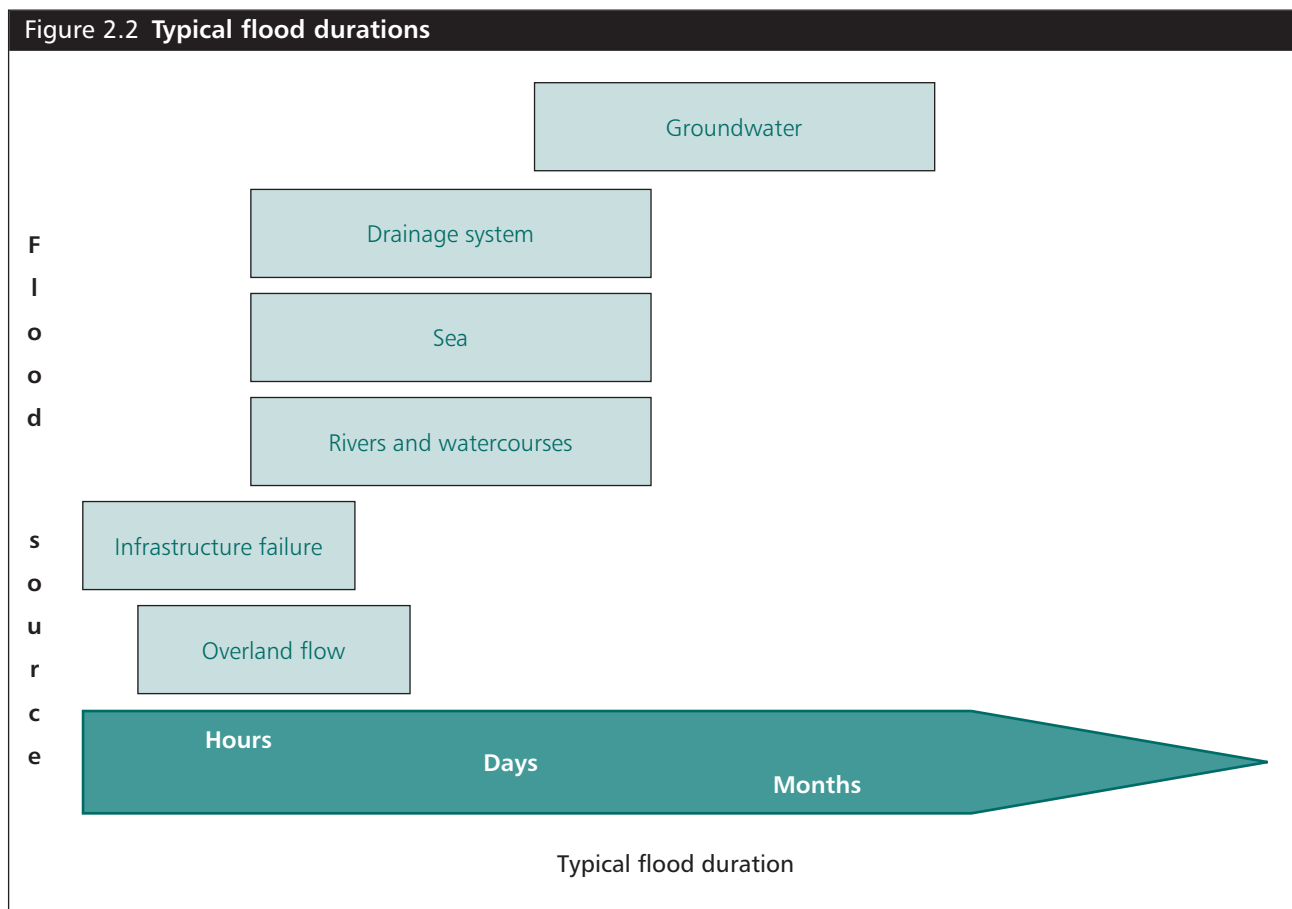 Figure 2.2 Typical flood durations
Groundwater
Drainage system
Sea
Rivers and watercourses
Infrastructure failure
Overland flow
Flood source
Hours
Days
Months
Typical flood duration